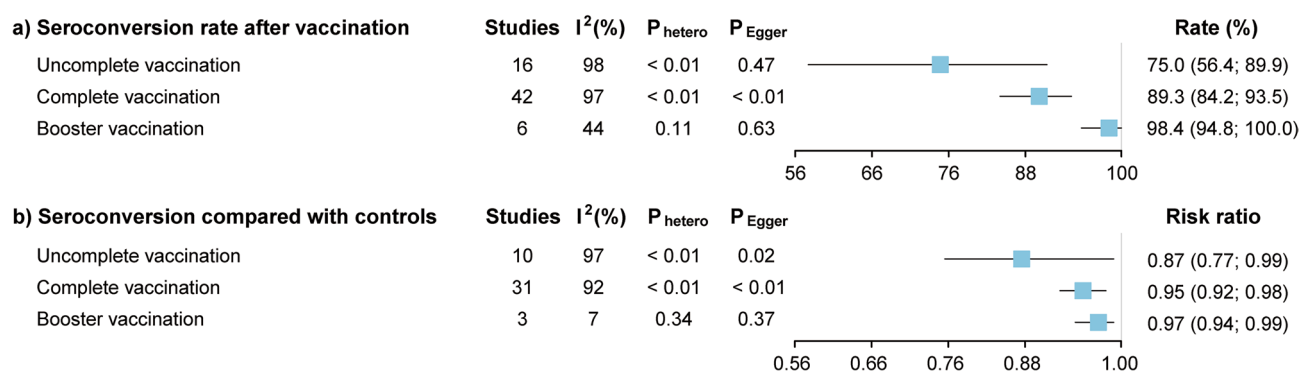 a) Seroconversion rate after vaccination Studies I²(%) P hetero P Egger Rate (%)
Uncomplete vaccination 16 98 < 0.01 0.47 75.0 (56.4; 89.9)
Complete vaccination 42 97 < 0.01 < 0.01 89.3 (84.2; 93.5)
Booster vaccination 6 44 0.11 0.63 98.4 (94.8; 100.0)
56 66 76 88 100
b) Seroconversion compared with controls Studies I²(%) P hetero P Egger Risk ratio
Uncomplete vaccination 10 97 < 0.01 0.02 0.87 (0.77; 0.99)
Complete vaccination 31 92 < 0.01 < 0.01 0.95 (0.92; 0.98)
Booster vaccination 3 7 0.34 0.37 0.97 (0.94; 0.99)
0.56 0.66 0.76 0.88 1.00